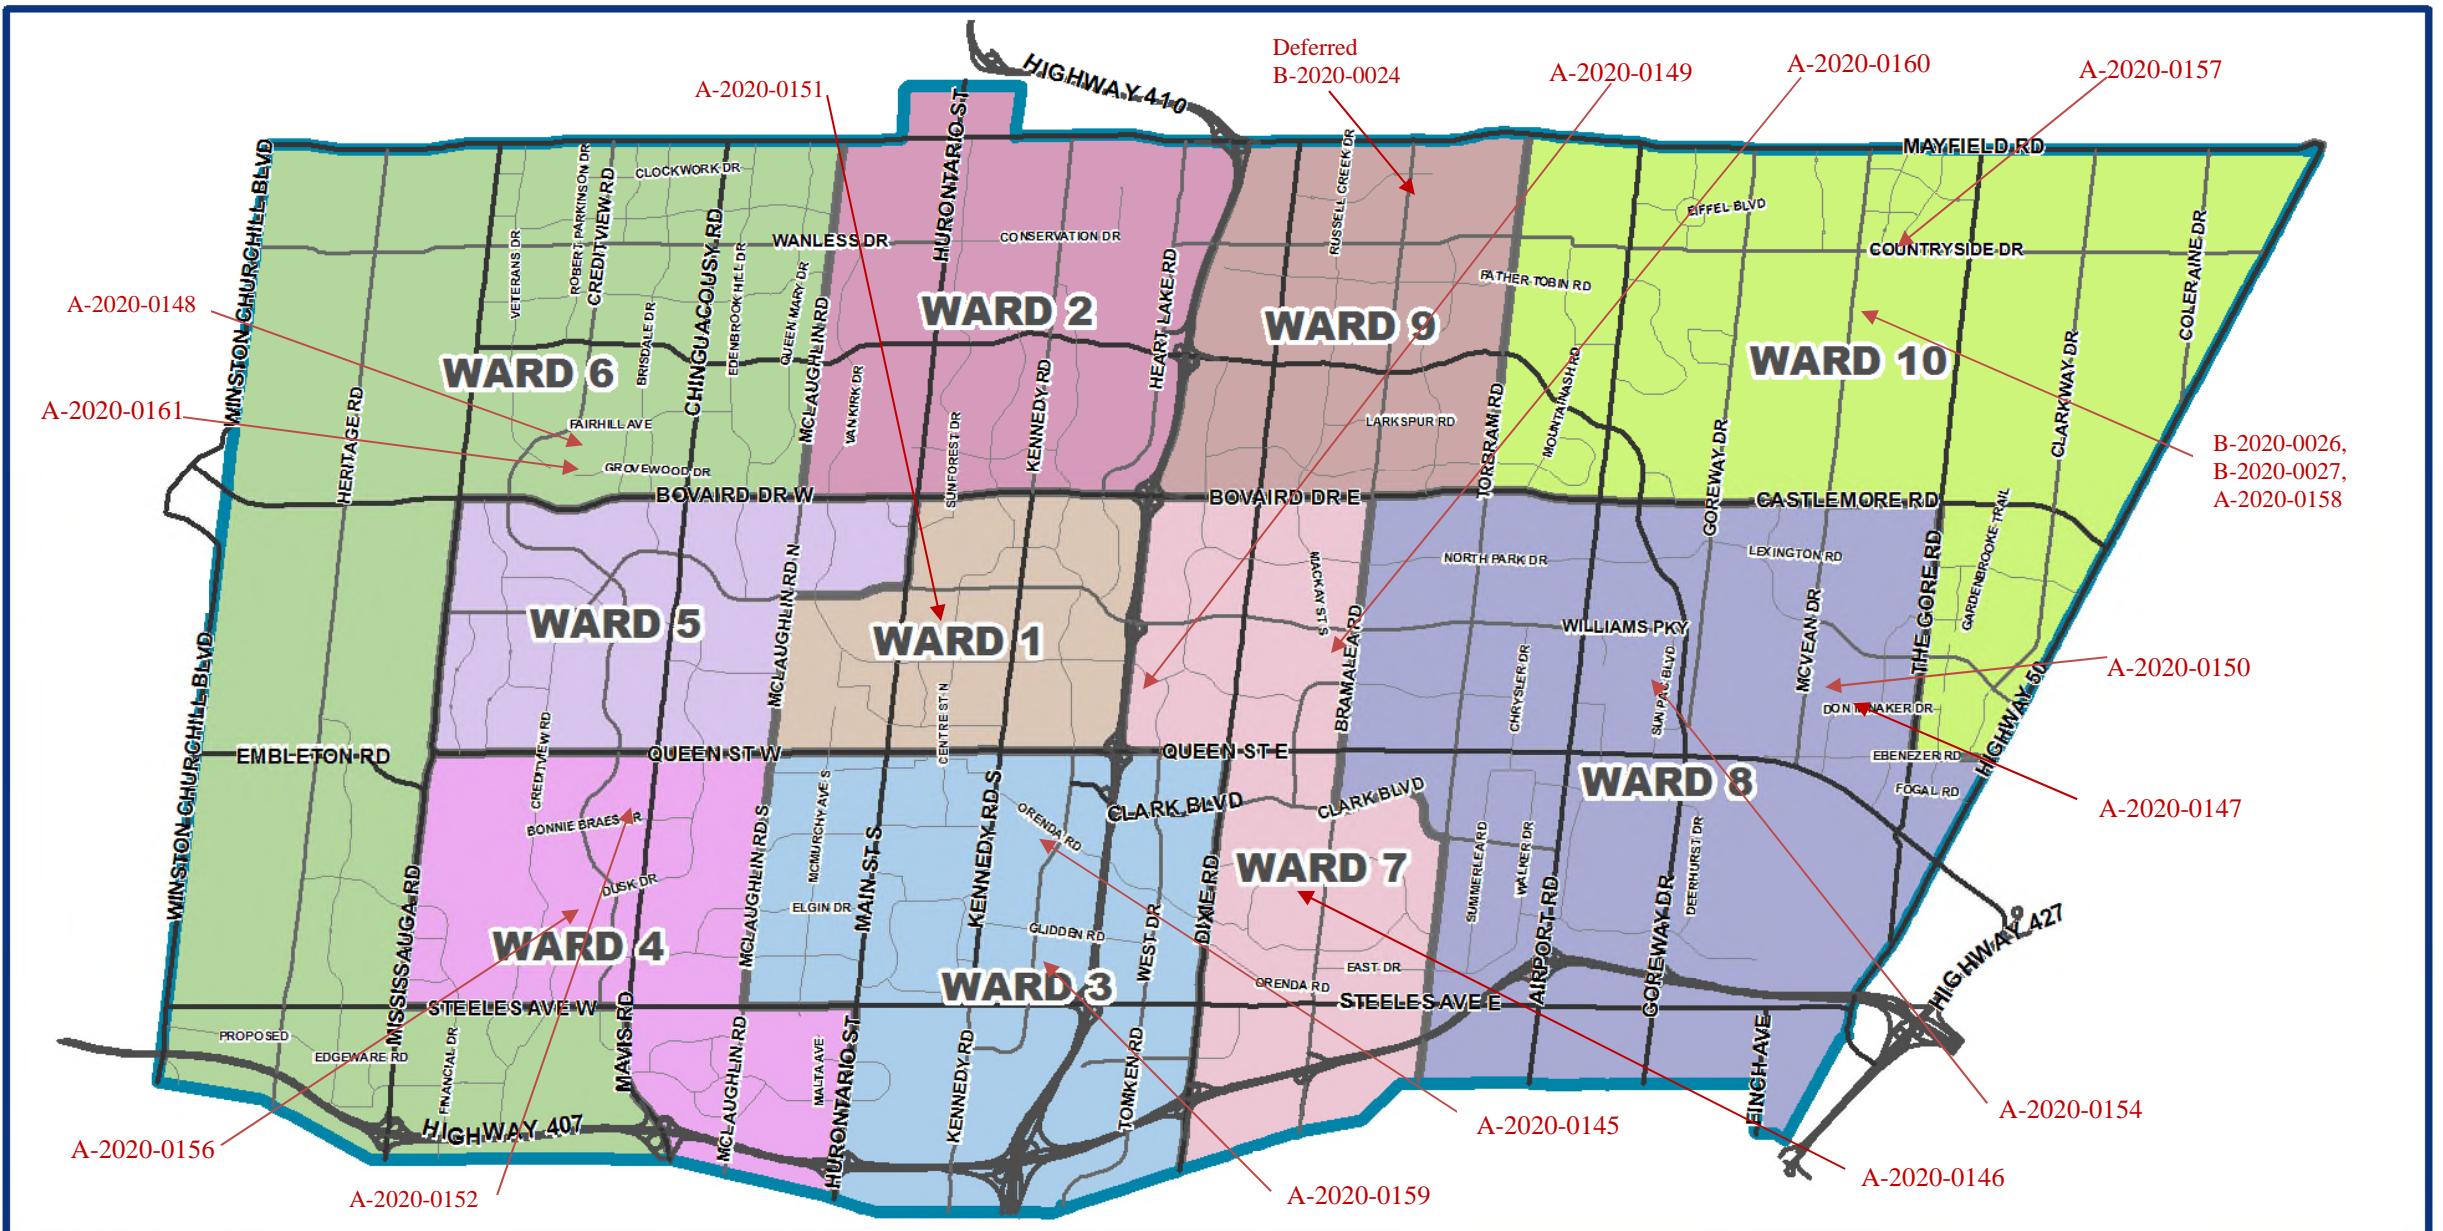 Deferred
B-2020-0024
A-2020-0149
A-2020-0160
A-2020-0157
A-2020-0151
HIGHWAY 410
HURONTARIO ST
MAYFIELD RD
WINSTON CHURCHILL BLVD
CLOCKWORK DR
ROBERT PARKINSON DR
CREDITVIEW RD
VETERANS DR
CHINGUACOUSY RD
EDENBROOK HILL DR
QUEEN MARY DR
WANLESS DR
CONSERVATION DR
RUSSELL CREEK DR
EIFFEL BLVD
COUNTRYSIDE DR
FATHER TOBIN RD
COLERAINE DR
HEART LAKE RD
A-2020-0148
WARD 2
WARD 9
WARD 10
WARD 6
BRISDALE DR
MCLAUGHLIN RD
VAN KIRK DR
KENNEDY RD
MOUNTAINASH RD
CLARKWAY DR
HERITAGE RD
A-2020-0161
FAIRHILL AVE
GROVEWOOD DR
SUNFOREST DR
LARKSPUR RD
TORBRAM RD
GOREWAY DR
B-2020-0026,
B-2020-0027,
A-2020-0158
BOVAIRD DR W
BOVAIRD DR E
CASTLEMORE RD
GARDENBROOKE TRAIL
MACKAY ST S
NORTH PARK DR
LEXINGTON RD
THE GORE RD
MCLAUGHLIN RD N
WARD 5
WARD 1
BRAMALEA RD
WILLIAMS PKY
MCVEAN DR
CHRYSLER DR
SUN PAC BLVD
A-2020-0150
WINSTON CHURCHILL BLVD
CREDITVIEW RD
CENTRE ST N
DON MINAKER DR
HIGHWAY 50
EMBLETON RD
QUEEN ST W
QUEEN ST E
EBENEZER RD
WARD 8
FOGAL RD
A-2020-0147
CLARK BLVD
CLARK BLVD
MCMURCHY AVE S
ORENDA RD
BONNIE BRAES DR
MCLAUGHLIN RD S
MAIN ST S
KENNEDY RD S
WARD 7
SUMMERLEA RD
WALKER DR
DEERHURST DR
DUSK DR
ELGIN DR
DIXIE RD
MISSISSAUGA RD
WARD 4
GLIDDEN RD
WEST DR
AIRPORT RD
GOREWAY DR
HIGHWAY 427
EAST DR
ORENDA RD
WARD 3
STEELES AVE W
STEELES AVE E
PROPOSED
EDGEWARE RD
FINANCIAL DR
MAVIS RD
MCLAUGHLIN RD
MALTA AVE
HURONTARIO ST
KENNEDY RD
TOMKEN RD
FINCH AVE
HIGHWAY 407
A-2020-0154
A-2020-0145
A-2020-0156
A-2020-0146
A-2020-0152
A-2020-0159